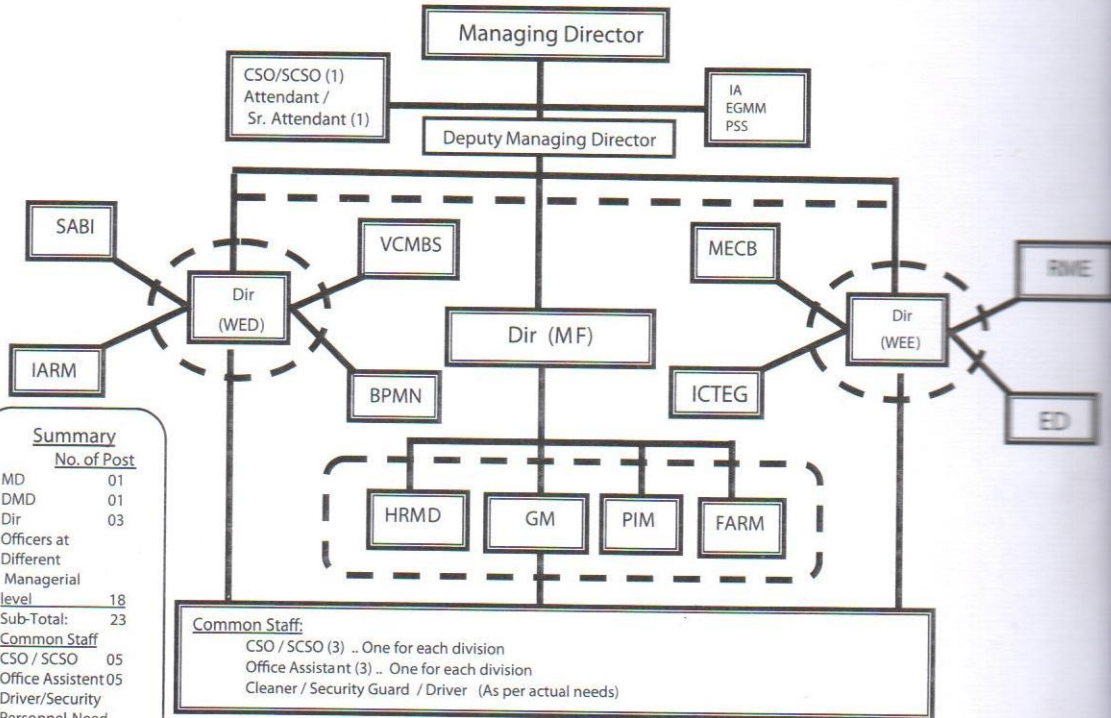 Managing Director
CSO/SCSO (1)
Attendant /
Sr. Attendant (1)
IA
EGMM
PSS
Deputy Managing Director
SABI
VCMBS
MECB
RME
Dir
(WED)
Dir (MF)
Dir
(WEE)
IARM
BPMN
ICTEG
ED
HRMD
GM
PIM
FARM
Summary
No. of Post
MD 01
DMD 01
Dir 03
Officers at
Different
Managerial
level 18
Sub-Total: 23
Common Staff
CSO / SCSO 05
Office Assistent 05
Driver/Security
Personnel-Need
Common Staff:
CSO / SCSO (3) .. One for each division
Office Assistant (3) .. One for each division
Cleaner / Security Guard / Driver (As per actual needs)